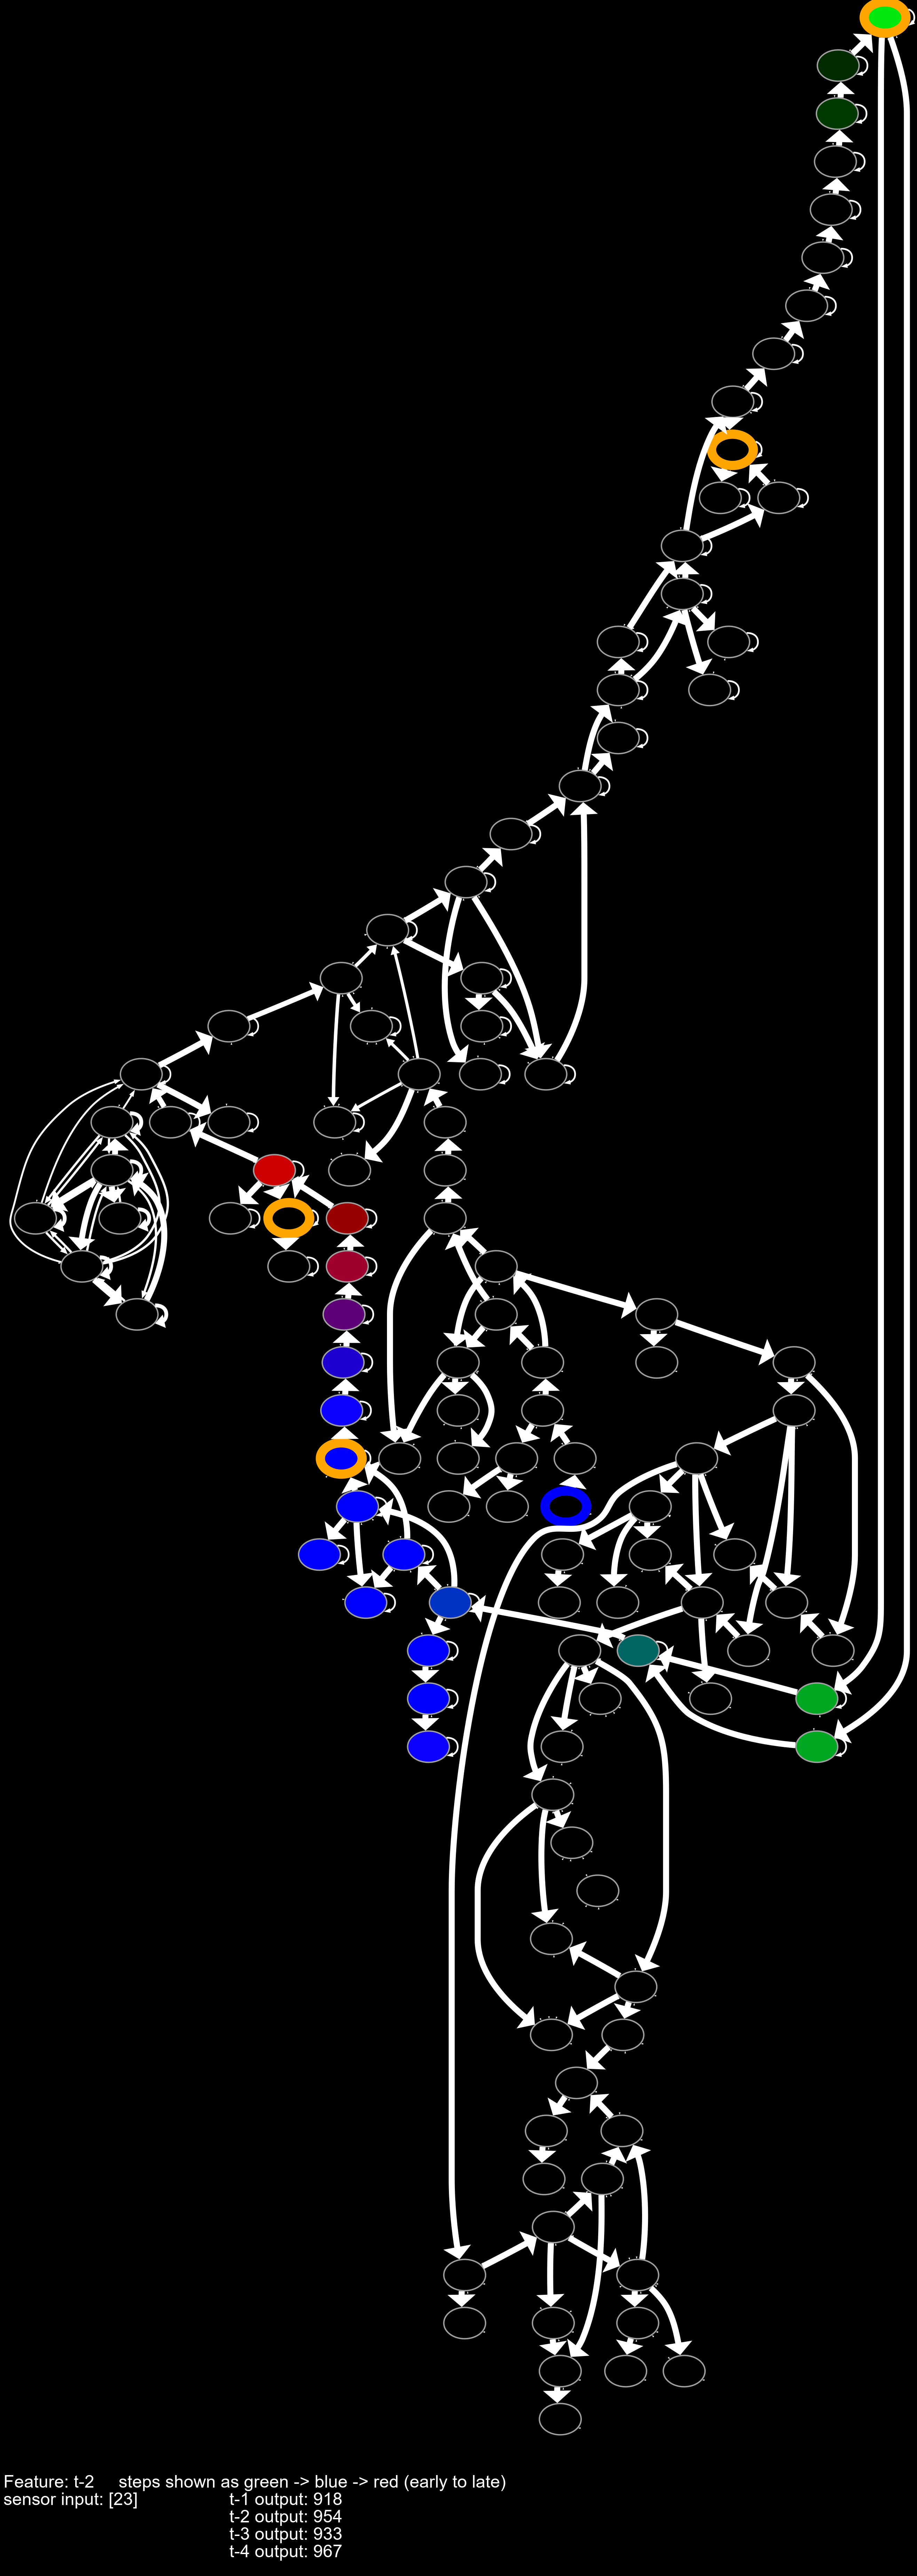 Feature: t-2     steps shown as green -> blue -> red (early to late)
sensor input: [23]                    t-1 output: 918
t-2 output: 954
t-3 output: 933
t-4 output: 967